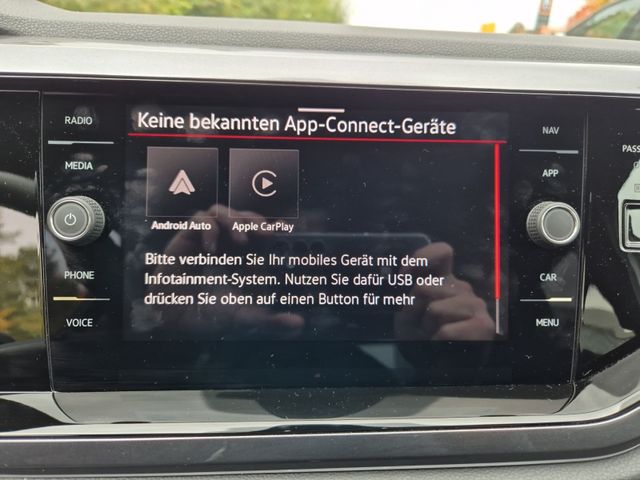 Keine bekannten App-Connect-Geräte
RADIO
MEDIA
PHONE
VOICE
Android Auto
Apple CarPlay
Bitte verbinden Sie Ihr mobiles Gerät mit dem
Infotainment-System. Nutzen Sie dafür USB oder
drücken Sie oben auf einen Button für mehr
NAV
APP
CAR
MENU